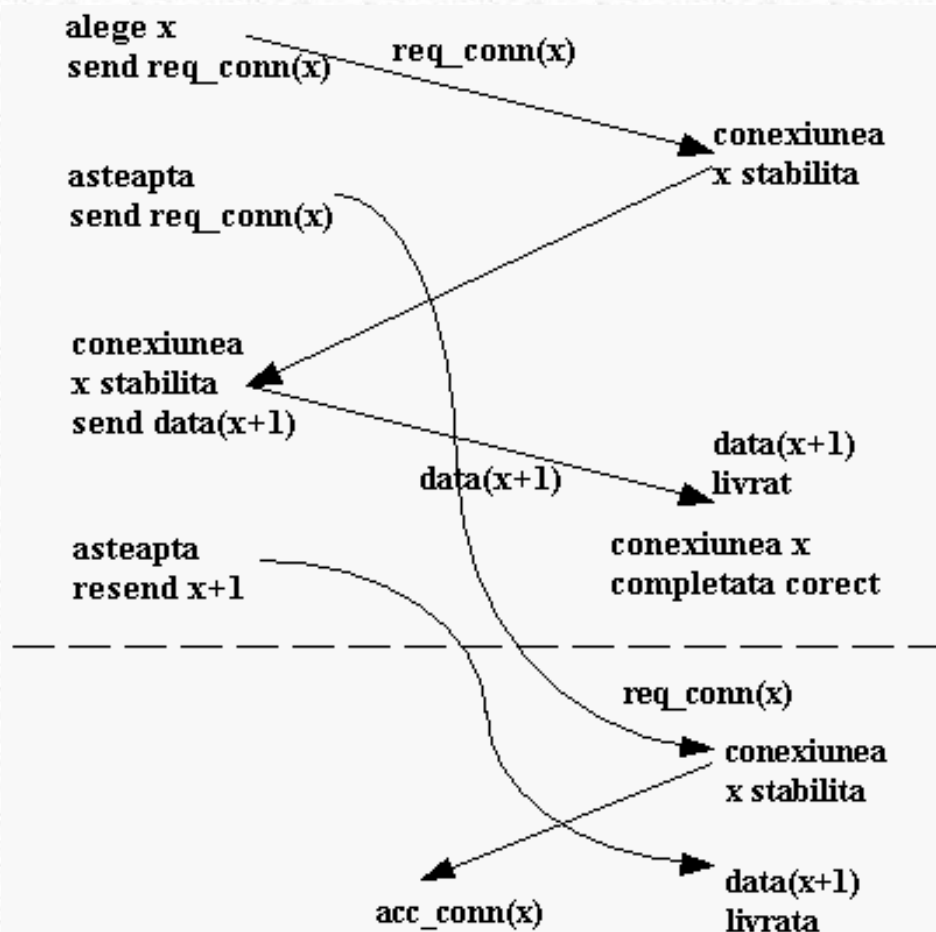 alege x
send req_conn(x)
req_conn(x)
conexiunea
x stabilita
asteapta
send req_conn(x)
conexiunea
x stabilita
send data(x+1)
data(x+1)
data(x+1)
livrat
asteapta
resend x+1
conexiunea x
completata corect
req_conn(x)
conexiunea
x stabilita
acc_conn(x)
data(x+1)
livrata